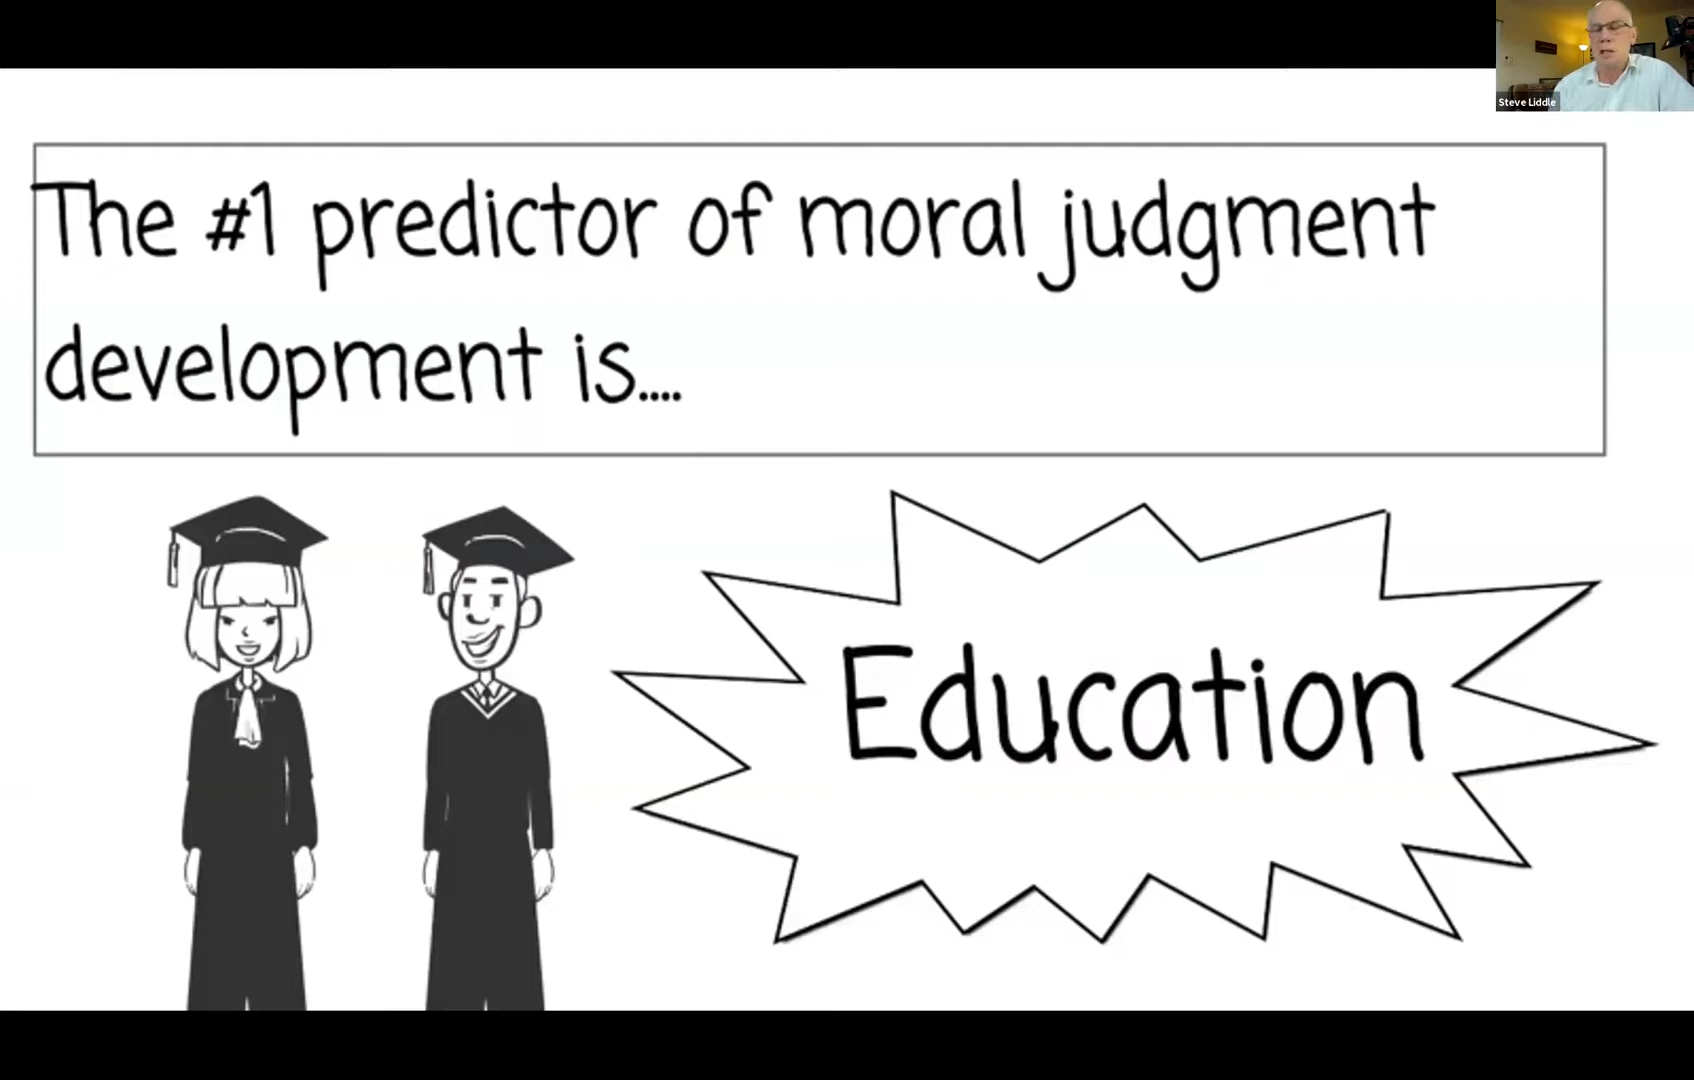 Steve Liddle
The #1 predictor of moral judgment
development is....
Education